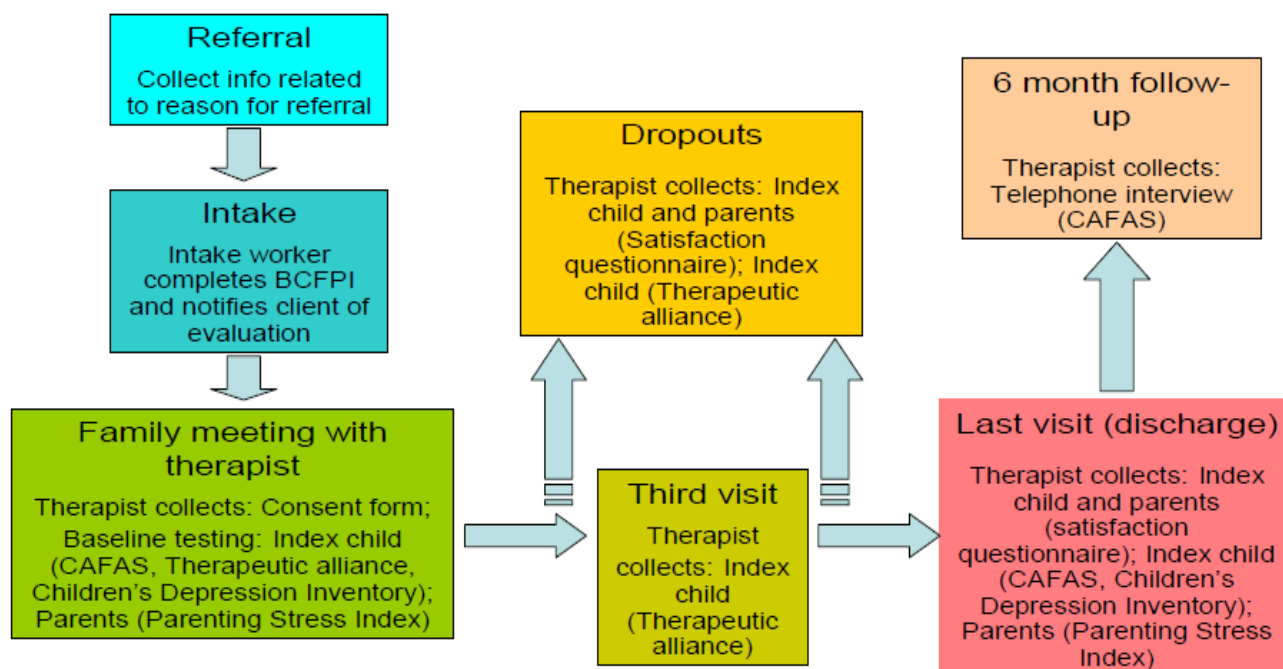 Referral
Collect info related
to reason for referral
Intake
Intake worker
completes BCFPI
and notifies client of
evaluation
Family meeting with
therapist
Therapist collects: Consent form;
Baseline testing: Index child
(CAFAS, Therapeutic alliance,
Children's Depression Inventory);
Parents (Parenting Stress Index)
Dropouts
Therapist collects: Index
child and parents
(Satisfaction
questionnaire); Index
child (Therapeutic
alliance)
Third visit
Therapist
collects: Index
child
(Therapeutic
alliance)
6 month follow-
up
Therapist collects:
Telephone interview
(CAFAS)
Last visit (discharge)
Therapist collects: Index
child and parents
(satisfaction
questionnaire); Index child
(CAFAS, Children's
Depression Inventory);
Parents (Parenting Stress
Index)